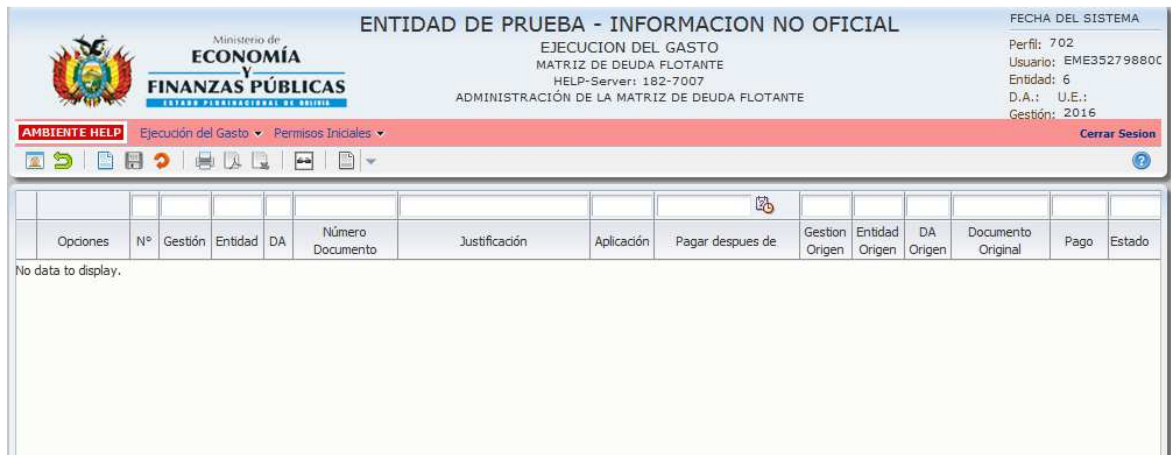 ENTIDAD DE PRUEBA - INFORMACION NO OFICIAL
EJECUCION DEL GASTO
MATRIZ DE DEUDA FLOTANTE
HELP-Server: 182-7007
ADMINISTRACIÓN DE LA MATRIZ DE DEUDA FLOTANTE
Ministerio de
ECONOMÍA
Y
FINANZAS PÚBLICAS
ESTADO PLURINACIONAL DE BOLIVIA
FECHA DEL SISTEMA
Perfil: 702
Usuario: EME35279880C
Entidad: 6
D.A.: U.E.:
Gestión: 2016
AMBIENTE HELP Ejecución del Gasto Permisos Iniciales Cerrar Sesion
Opciones Nº Gestión Entidad DA Número Documento Justificación Aplicación Pagar despues de Gestion Origen Entidad Origen DA Origen Documento Original Pago Estado
No data to display.